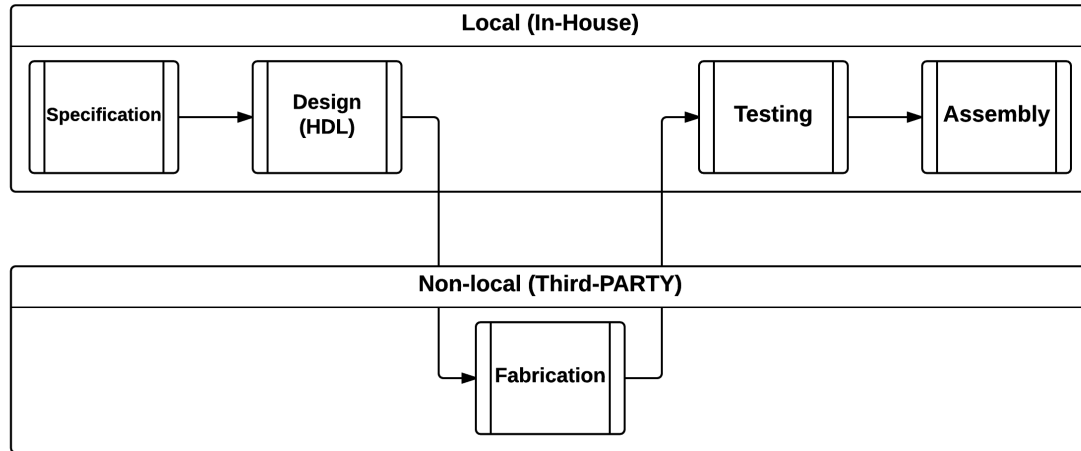 Local (In-House)
Specification
Design
(HDL)
Testing
Assembly
Non-local (Third-PARTY)
Fabrication